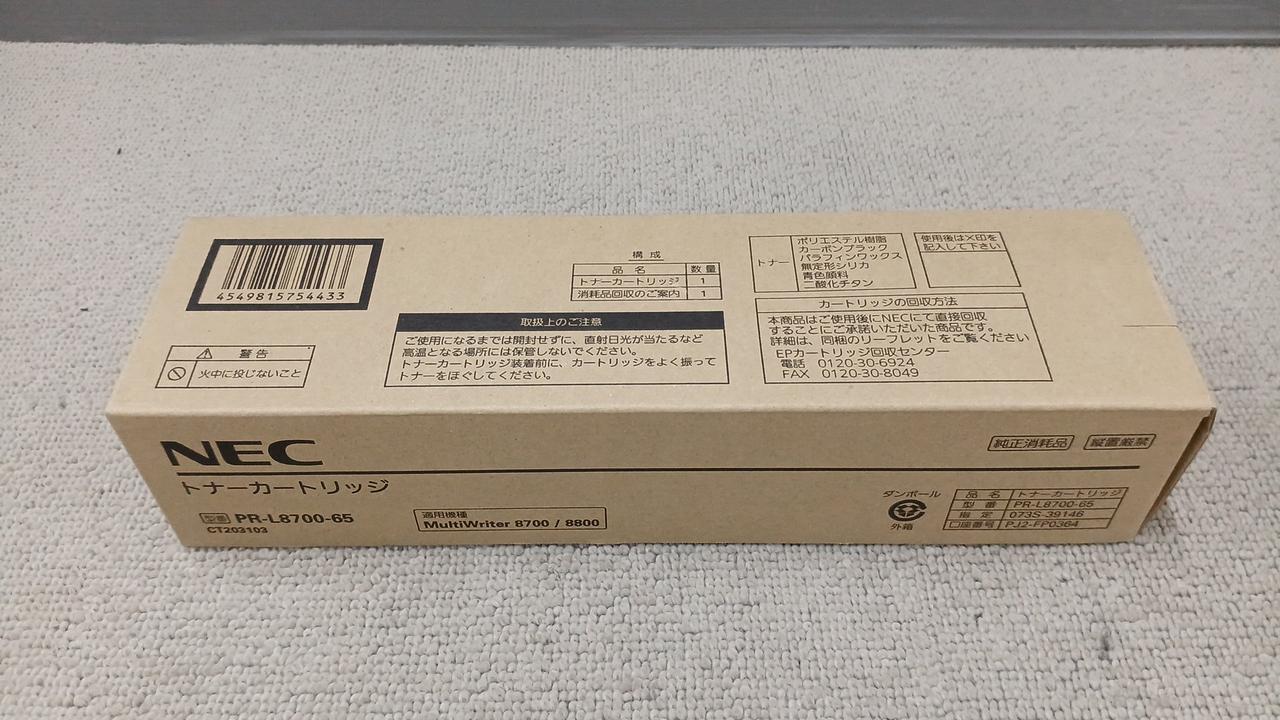 4549815754433
警告
火中に投じないこと
構成
品名 数量
トナーカートリッジ 1
消耗品回収のご案内 1
取扱上のご注意
ご使用になるまでは開封せずに、直射日光が当たるなど
高温となる場所には保管しないでください。
トナーカートリッジ装着前に、カートリッジをよく振って
トナーをほぐしてください。
トナー
ポリエステル樹脂
カーボンブラック
パラフィンワックス
無定形シリカ
青色顔料
二酸化チタン
使用後は×印を
記入して下さい
カートリッジの回収方法
本商品はご使用後にNECにて直接回収
することにご承諾いただいた商品です。
詳細は、同梱のリーフレットをご覧ください
EPカートリッジ回収センター
電話 0120-30-6924
FAX 0120-30-8049
NEC
純正消耗品 縦置厳禁
トナーカートリッジ
型番 PR-L8700-65
CT203103
適用機種
MultiWriter 8700 / 8800
ダンボール
外箱
品名 トナーカートリッジ
型番 PR-L8700-65
指定 073S-39146
口座番号 PJ2-FP0364